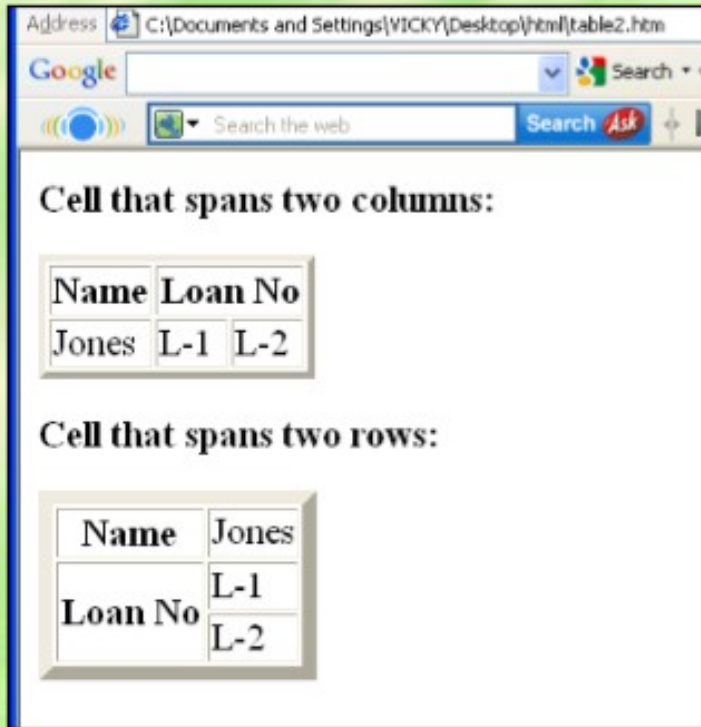 Address C:\Documents and Settings\VICKY\Desktop\html\table2.htm
Google Search
Search the web Search Ask
Cell that spans two columns:
Name Loan No
Jones L-1 L-2
Cell that spans two rows:
Name Jones
Loan No L-1
L-2